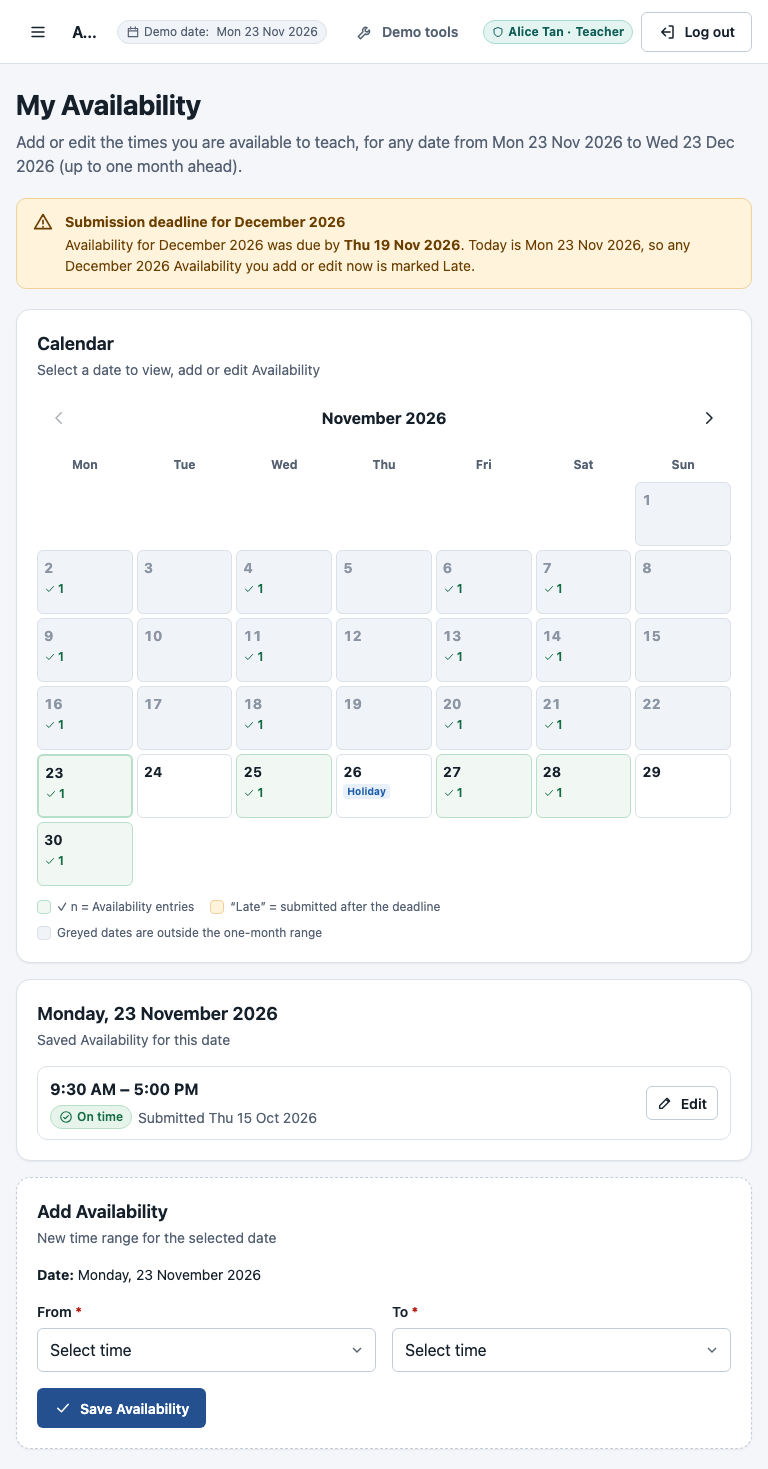 A...
Demo date: Mon 23 Nov 2026
Demo tools
Alice Tan · Teacher
Log out
My Availability
Add or edit the times you are available to teach, for any date from Mon 23 Nov 2026 to Wed 23 Dec
2026 (up to one month ahead).
Submission deadline for December 2026
Availability for December 2026 was due by Thu 19 Nov 2026. Today is Mon 23 Nov 2026, so any
December 2026 Availability you add or edit now is marked Late.
Calendar
Select a date to view, add or edit Availability
November 2026
Mon Tue Wed Thu Fri Sat Sun
1
2 3 4 5 6 7 8
✓ 1 ✓ 1 ✓ 1 ✓ 1
9 10 11 12 13 14 15
✓ 1 ✓ 1 ✓ 1 ✓ 1
16 17 18 19 20 21 22
✓ 1 ✓ 1 ✓ 1 ✓ 1
23 24 25 26 27 28 29
✓ 1 ✓ 1 Holiday ✓ 1 ✓ 1
30
✓ 1
✓ n = Availability entries “Late” = submitted after the deadline
Greyed dates are outside the one-month range
Monday, 23 November 2026
Saved Availability for this date
9:30 AM – 5:00 PM
On time Submitted Thu 15 Oct 2026
Edit
Add Availability
New time range for the selected date
Date: Monday, 23 November 2026
From * To *
Select time Select time
Save Availability